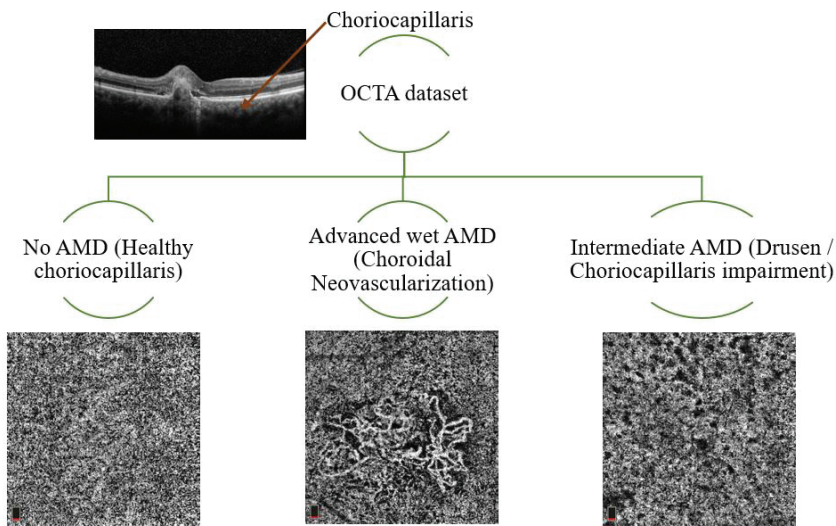 Choriocapillaris
OCTA dataset
No AMD (Healthy
choriocapillaris)
Advanced wet AMD
(Choroidal
Neovascularization)
Intermediate AMD (Drusen /
Choriocapillaris impairment)